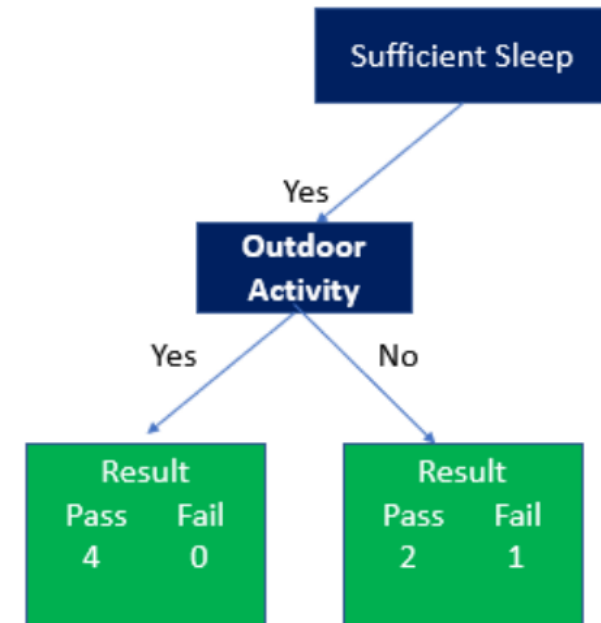 Sufficient Sleep
Yes
Outdoor
Activity
Yes
No
Result
Pass Fail
4 0
Result
Pass Fail
2 1